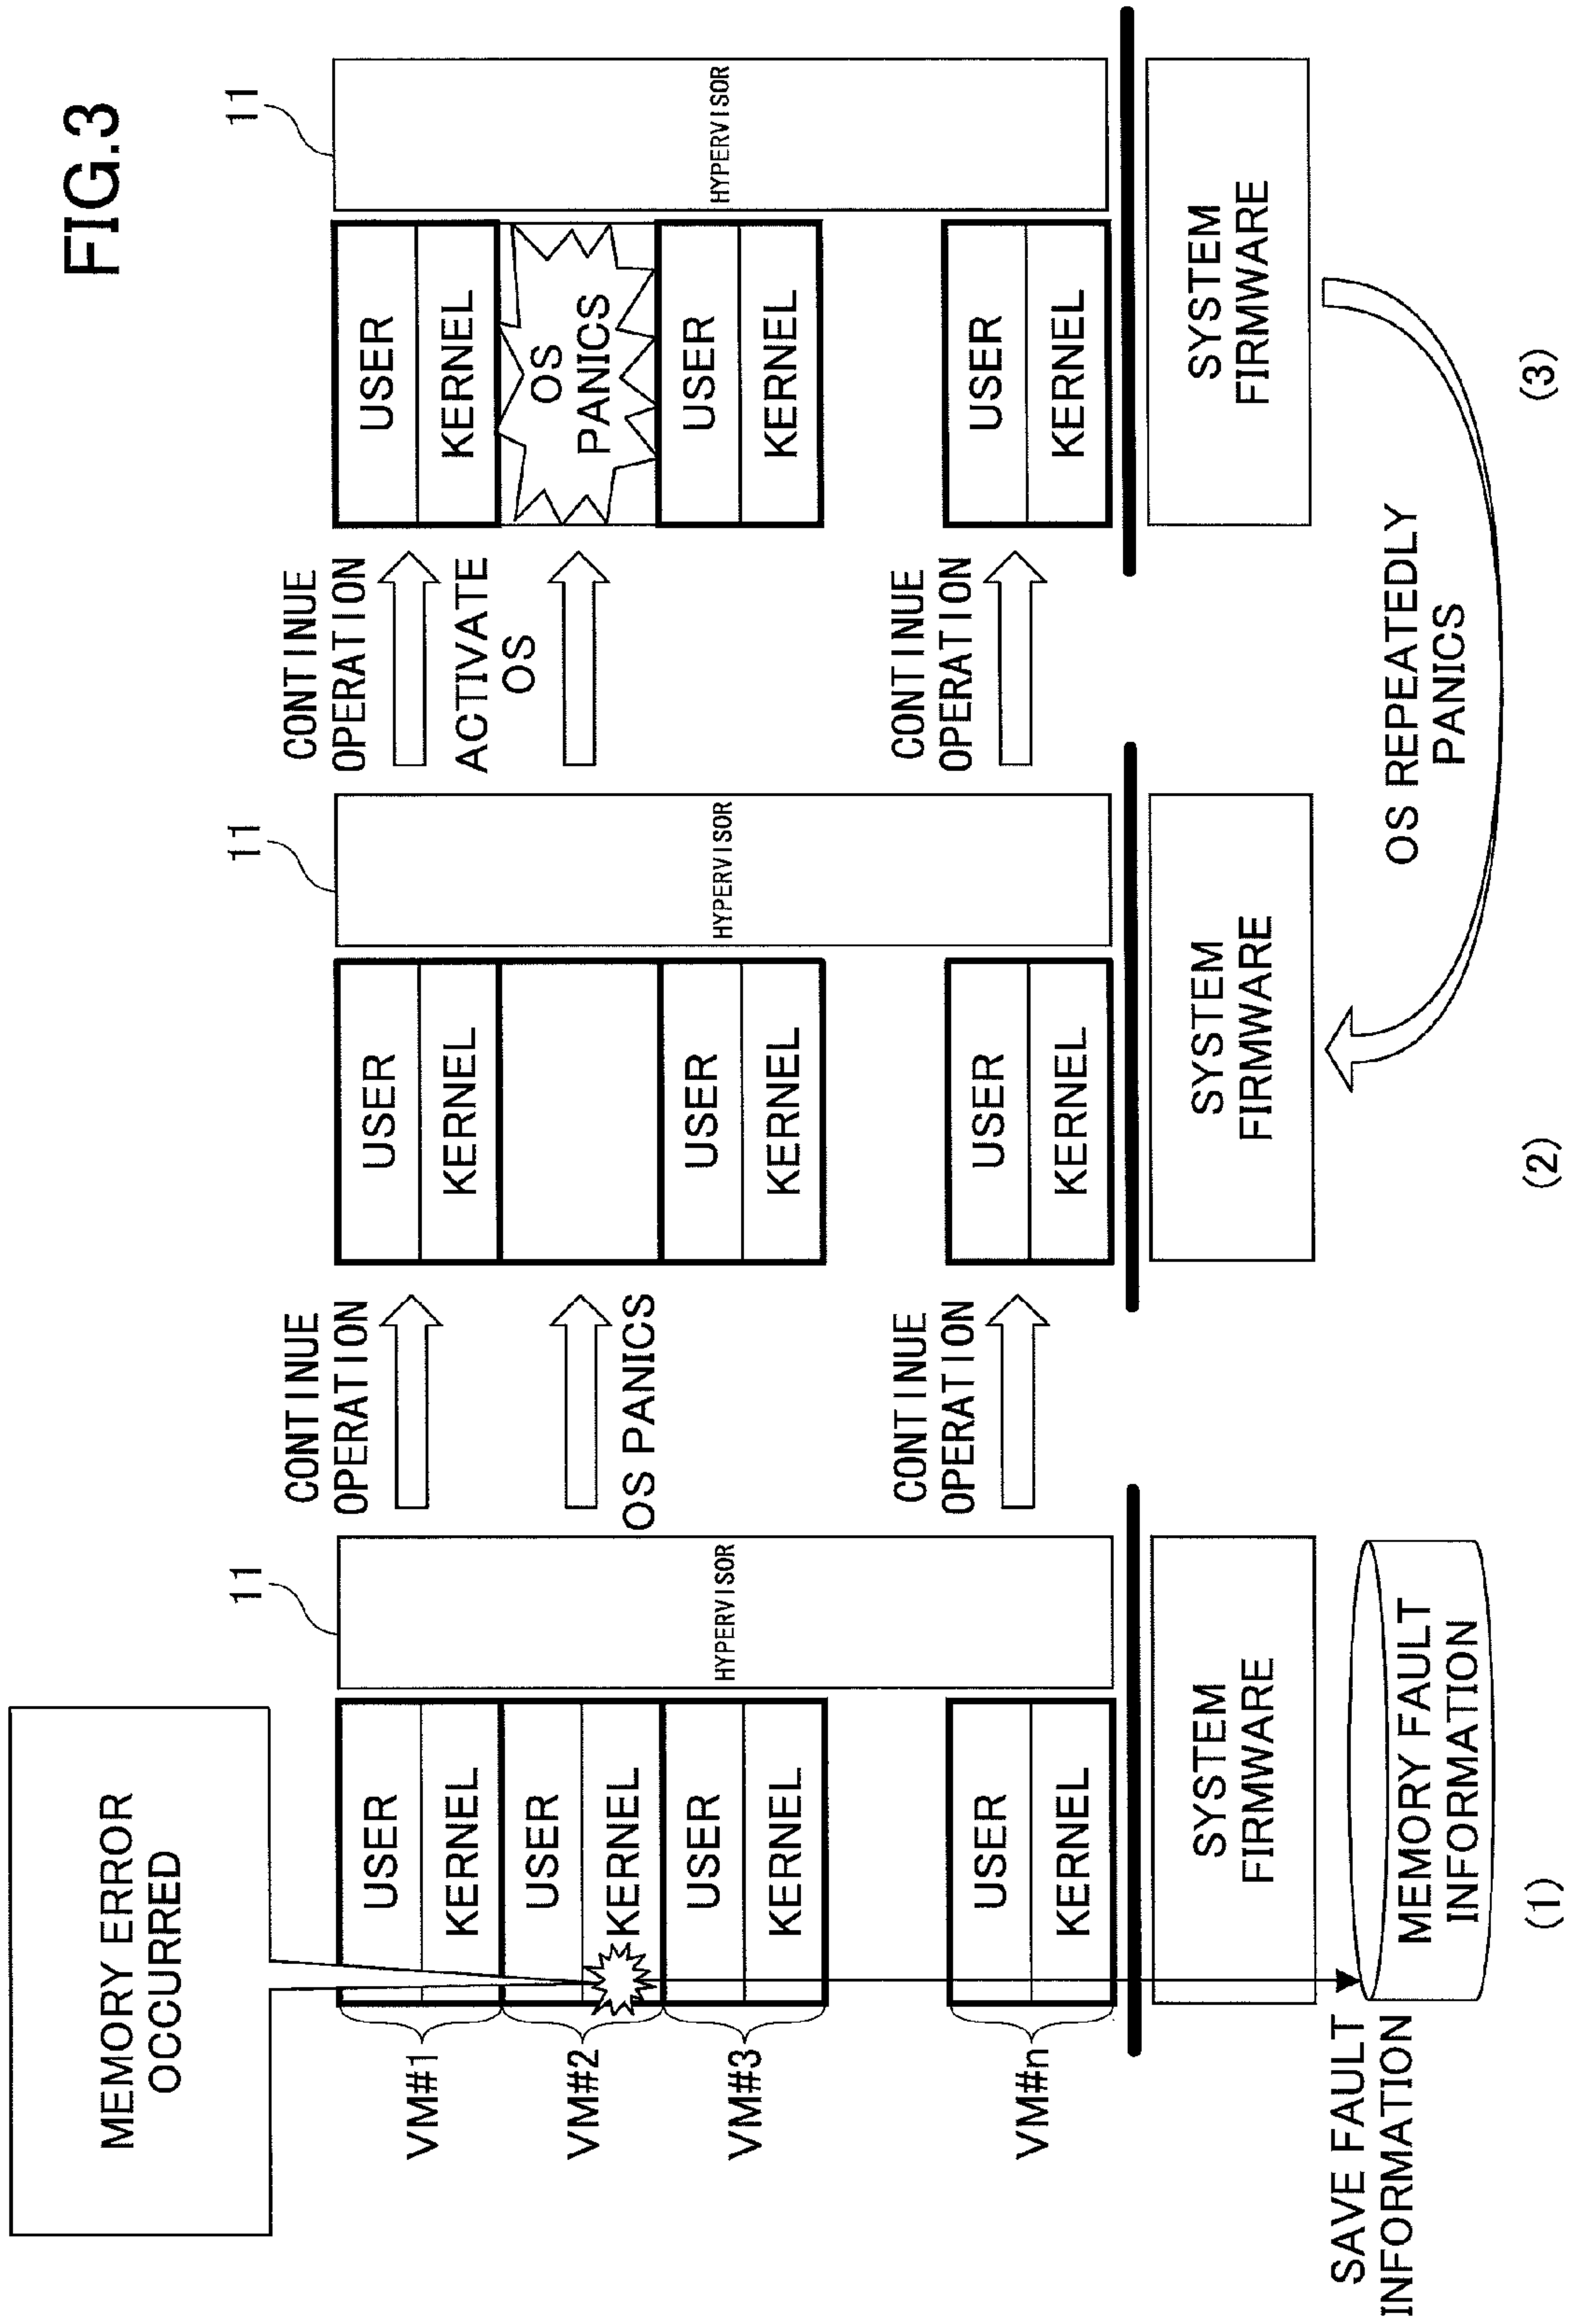 FIG.3
MEMORY ERROR
OCCURRED
VM#1
VM#2
VM#3
VM#n
USER
KERNEL
USER
KERNEL
USER
KERNEL
USER
KERNEL
11
HYPERVISOR
SYSTEM
FIRMWARE
SAVE FAULT
INFORMATION
MEMORY FAULT
INFORMATION
(1)
CONTINUE
OPERATION
OS PANICS
CONTINUE
OPERATION
USER
KERNEL
USER
KERNEL
USER
KERNEL
11
HYPERVISOR
SYSTEM
FIRMWARE
(2)
CONTINUE
OPERATION
ACTIVATE
OS
CONTINUE
OPERATION
USER
KERNEL
OS
PANICS
USER
KERNEL
USER
KERNEL
11
HYPERVISOR
SYSTEM
FIRMWARE
OS REPEATEDLY
PANICS
(3)